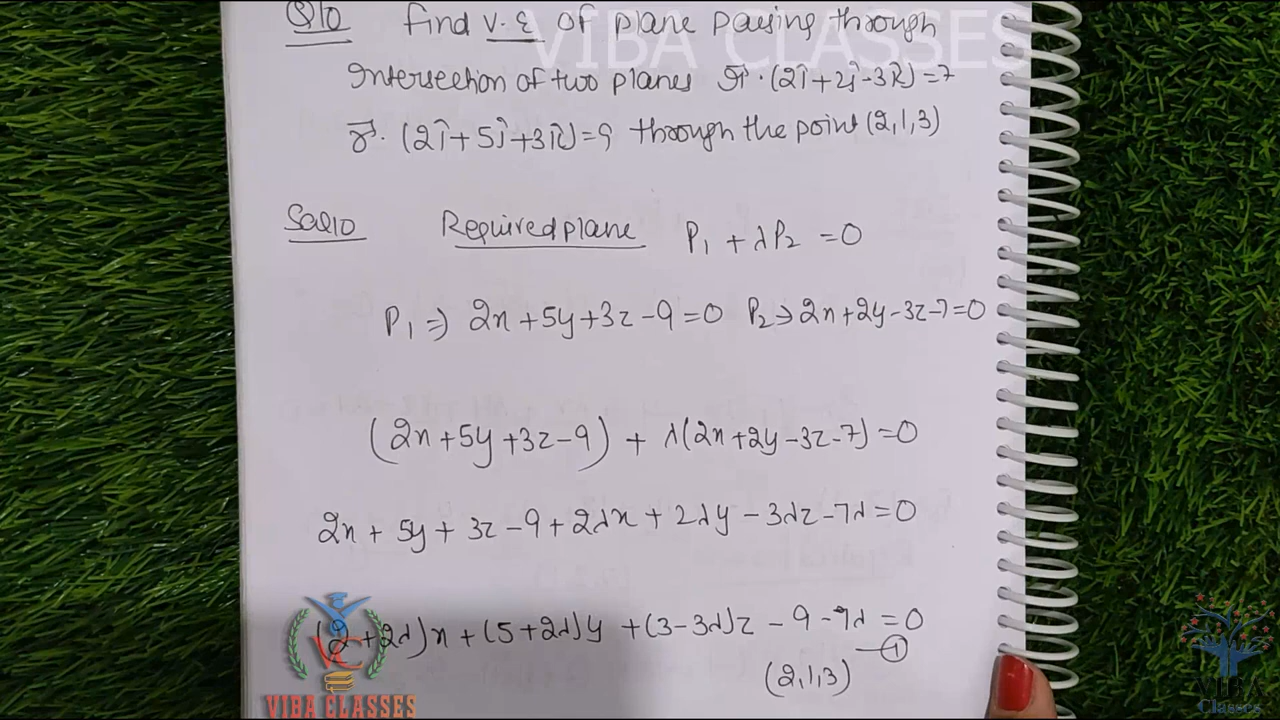 Q10 Find V.E of plane passing through
VIBA CLASSES
Intersection of two planes r⃗·(2î+2ĵ-3k̂)=7
r⃗·(2î+5ĵ+3k̂)=9 through the point (2,1,3)
Sol10 Required plane P₁ + λP₂ = 0
P₁ ⇒ 2x+5y+3z-9=0 P₂ ⇒ 2x+2y-3z-7=0
(2x+5y+3z-9) + λ(2x+2y-3z-7)=0
2x + 5y + 3z - 9 + 2λx + 2λy - 3λz - 7λ = 0
(2+2λ)x + (5+2λ)y + (3-3λ)z - 9 - 7λ = 0 —①
(2,1,3)
VC
VIBA CLASSES
VIBA
Classes